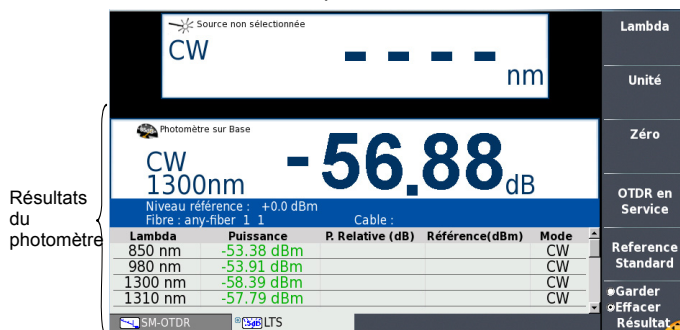 Source non sélectionnée
CW
- - - -
nm
Résultats
du
photomètre
Photomètre sur Base
CW
1300nm
-56.88dB
Niveau référence : +0.0 dBm
Fibre : any-fiber 1 1 Cable :
Lambda Puissance P. Relative (dB) Référence(dBm) Mode
850 nm -53.38 dBm CW
980 nm -53.91 dBm CW
1300 nm -58.39 dBm CW
1310 nm -57.79 dBm CW
SM-OTDR LTS
Lambda
Unité
Zéro
OTDR en
Service
Reference
Standard
Garder
Effacer
Résultat